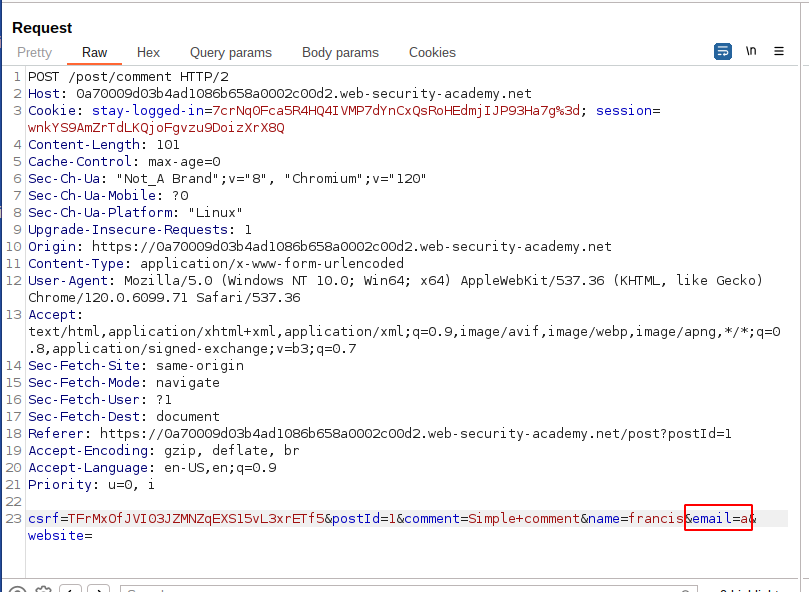 Request
Pretty Raw Hex Query params Body params Cookies \n
1 POST /post/comment HTTP/2
2 Host: 0a70009d03b4ad1086b658a0002c00d2.web-security-academy.net
3 Cookie: stay-logged-in=7crNqOFca5R4HQ4IVMP7dYnCxQsRoHEdmjIJP93Ha7g%3d; session=
wnkYS9AmZrTdLKQjoFgvzu9DoizXrX8Q
4 Content-Length: 101
5 Cache-Control: max-age=0
6 Sec-Ch-Ua: "Not_A Brand";v="8", "Chromium";v="120"
7 Sec-Ch-Ua-Mobile: ?0
8 Sec-Ch-Ua-Platform: "Linux"
9 Upgrade-Insecure-Requests: 1
10 Origin: https://0a70009d03b4ad1086b658a0002c00d2.web-security-academy.net
11 Content-Type: application/x-www-form-urlencoded
12 User-Agent: Mozilla/5.0 (Windows NT 10.0; Win64; x64) AppleWebKit/537.36 (KHTML, like Gecko)
Chrome/120.0.6099.71 Safari/537.36
13 Accept:
text/html,application/xhtml+xml,application/xml;q=0.9,image/avif,image/webp,image/apng,*/*;q=0
.8,application/signed-exchange;v=b3;q=0.7
14 Sec-Fetch-Site: same-origin
15 Sec-Fetch-Mode: navigate
16 Sec-Fetch-User: ?1
17 Sec-Fetch-Dest: document
18 Referer: https://0a70009d03b4ad1086b658a0002c00d2.web-security-academy.net/post?postId=1
19 Accept-Encoding: gzip, deflate, br
20 Accept-Language: en-US,en;q=0.9
21 Priority: u=0, i
22
23 csrf=TFrMxOfJVI03JZMNZqEXS15vL3xrETf5&postId=1&comment=Simple+comment&name=francis&email=a&
website=